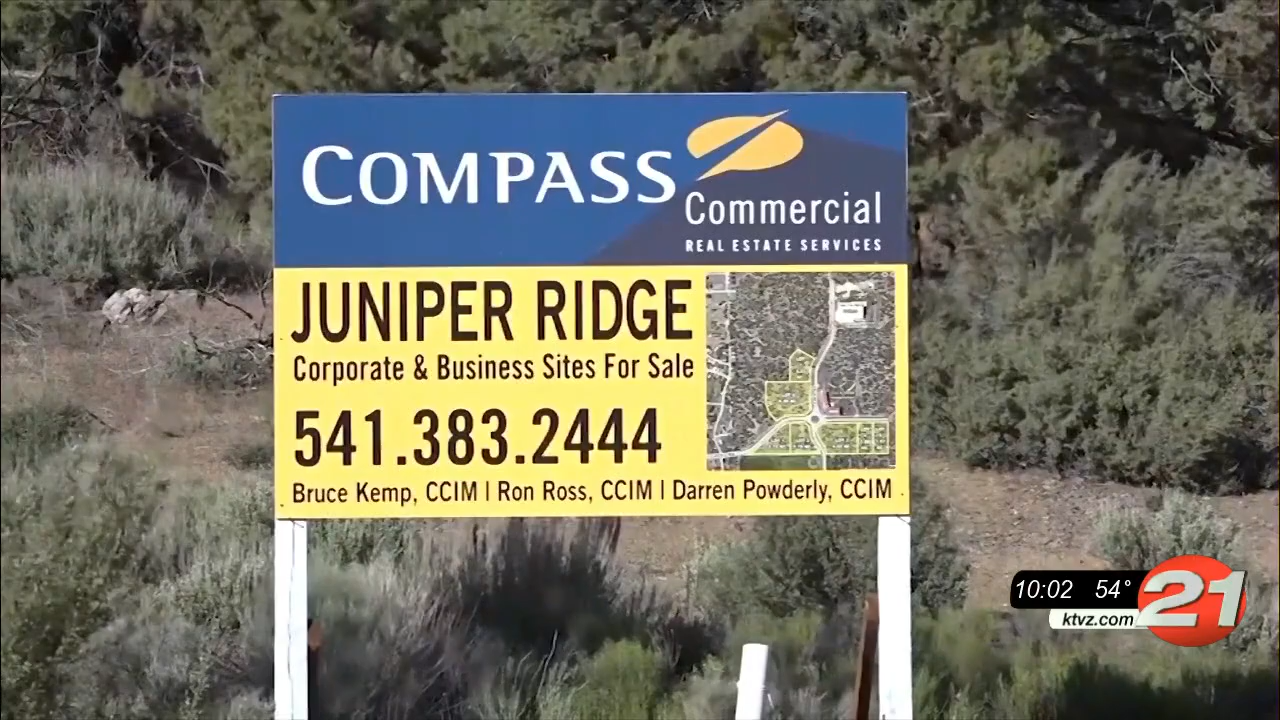 COMPASS
Commercial
REAL ESTATE SERVICES
JUNIPER RIDGE
Corporate & Business Sites For Sale
541.383.2444
Bruce Kemp, CCIM | Ron Ross, CCIM | Darren Powderly, CCIM
10:02 54°
21
ktvz.com